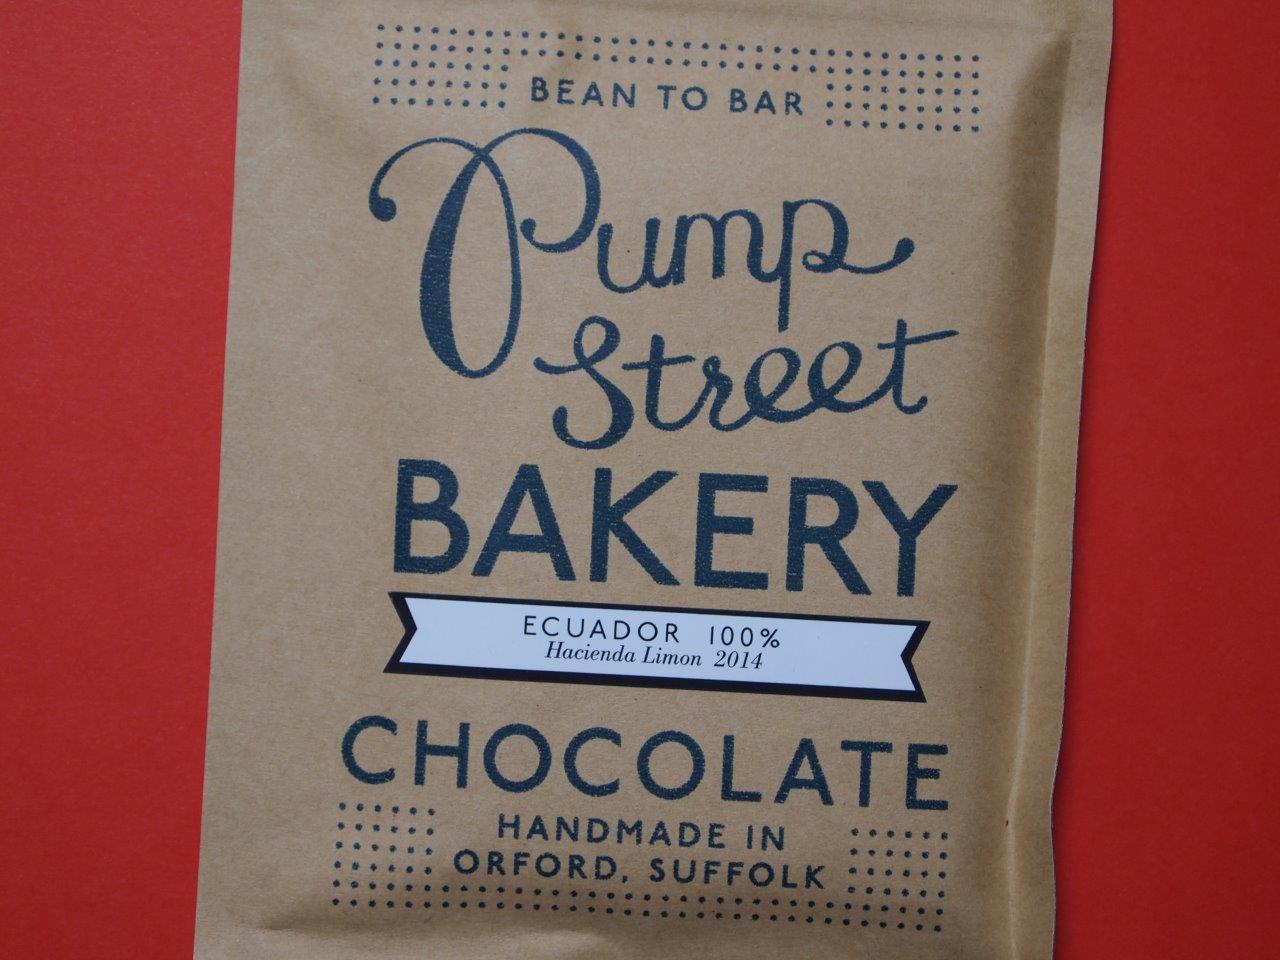 BEAN TO BAR
Pump
Street
BAKERY
ECUADOR 100%
Hacienda Limon 2014
CHOCOLATE
HANDMADE IN
ORFORD, SUFFOLK